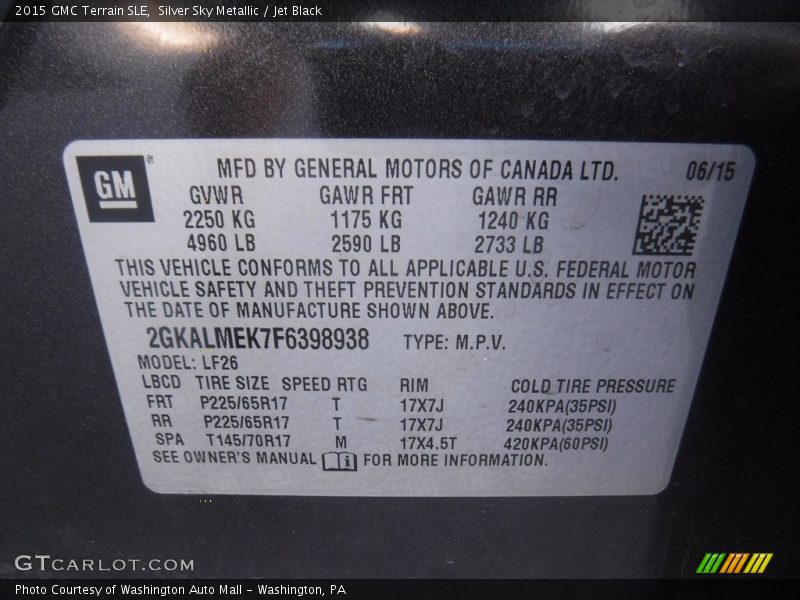 2015 GMC Terrain SLE,  Silver Sky Metallic / Jet Black
GM
MFD BY GENERAL MOTORS OF CANADA LTD. 06/15
GVWR GAWR FRT GAWR RR
2250 KG 1175 KG 1240 KG
4960 LB 2590 LB 2733 LB
THIS VEHICLE CONFORMS TO ALL APPLICABLE U.S. FEDERAL MOTOR
VEHICLE SAFETY AND THEFT PREVENTION STANDARDS IN EFFECT ON
THE DATE OF MANUFACTURE SHOWN ABOVE.
2GKALMEK7F6398938 TYPE: M.P.V.
MODEL: LF26
LBCD TIRE SIZE SPEED RTG RIM COLD TIRE PRESSURE
FRT P225/65R17 T 17X7J 240KPA(35PSI)
RR P225/65R17 T 17X7J 240KPA(35PSI)
SPA T145/70R17 M 17X4.5T 420KPA(60PSI)
SEE OWNER'S MANUAL FOR MORE INFORMATION.
GTCARLOT.COM
Photo Courtesy of Washington Auto Mall - Washington, PA